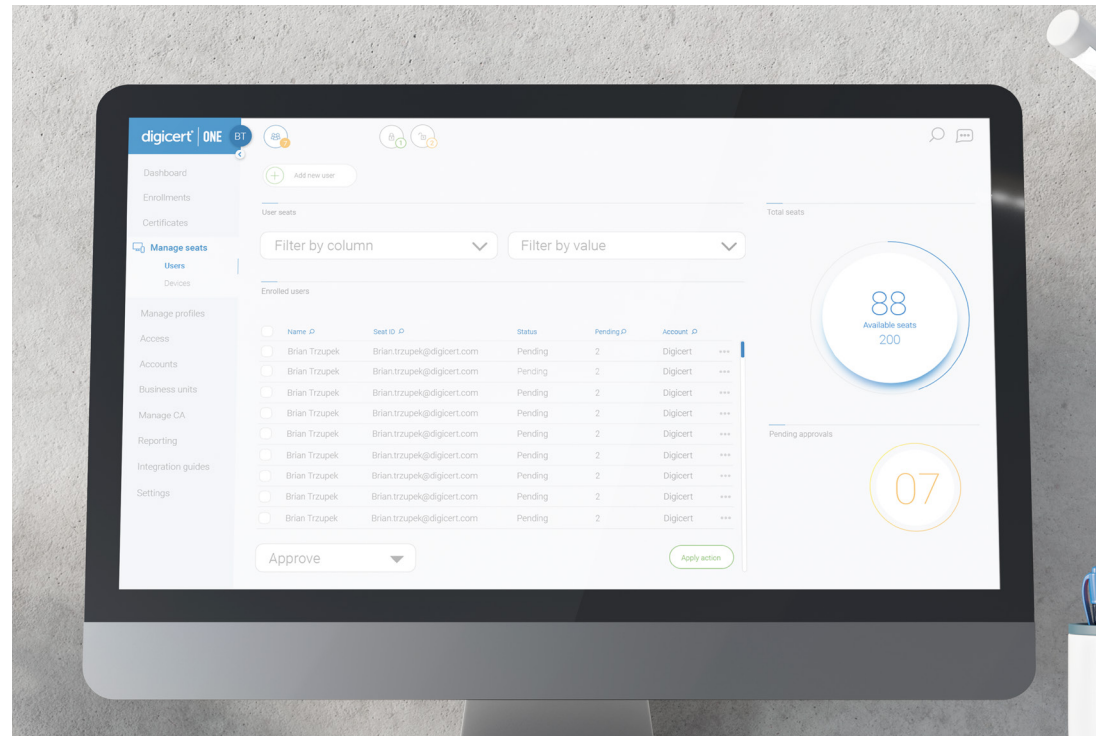 digicert® | ONE BT
7 3 2
Dashboard
Enrollments
Certificates
Manage seats
Users
Devices
Manage profiles
Access
Accounts
Business units
Manage CA
Reporting
Integration guides
Settings
Add new user
User seats
Filter by column Filter by value
Enrolled users
Name Seat ID Status Pending Account
Brian Trzupek Brian.trzupek@digicert.com Pending 2 Digicert
Brian Trzupek Brian.trzupek@digicert.com Pending 2 Digicert
Brian Trzupek Brian.trzupek@digicert.com Pending 2 Digicert
Brian Trzupek Brian.trzupek@digicert.com Pending 2 Digicert
Brian Trzupek Brian.trzupek@digicert.com Pending 2 Digicert
Brian Trzupek Brian.trzupek@digicert.com Pending 2 Digicert
Brian Trzupek Brian.trzupek@digicert.com Pending 2 Digicert
Brian Trzupek Brian.trzupek@digicert.com Pending 2 Digicert
Brian Trzupek Brian.trzupek@digicert.com Pending 2 Digicert
Approve Apply action
Total seats
88
Available seats
200
Pending approvals
07